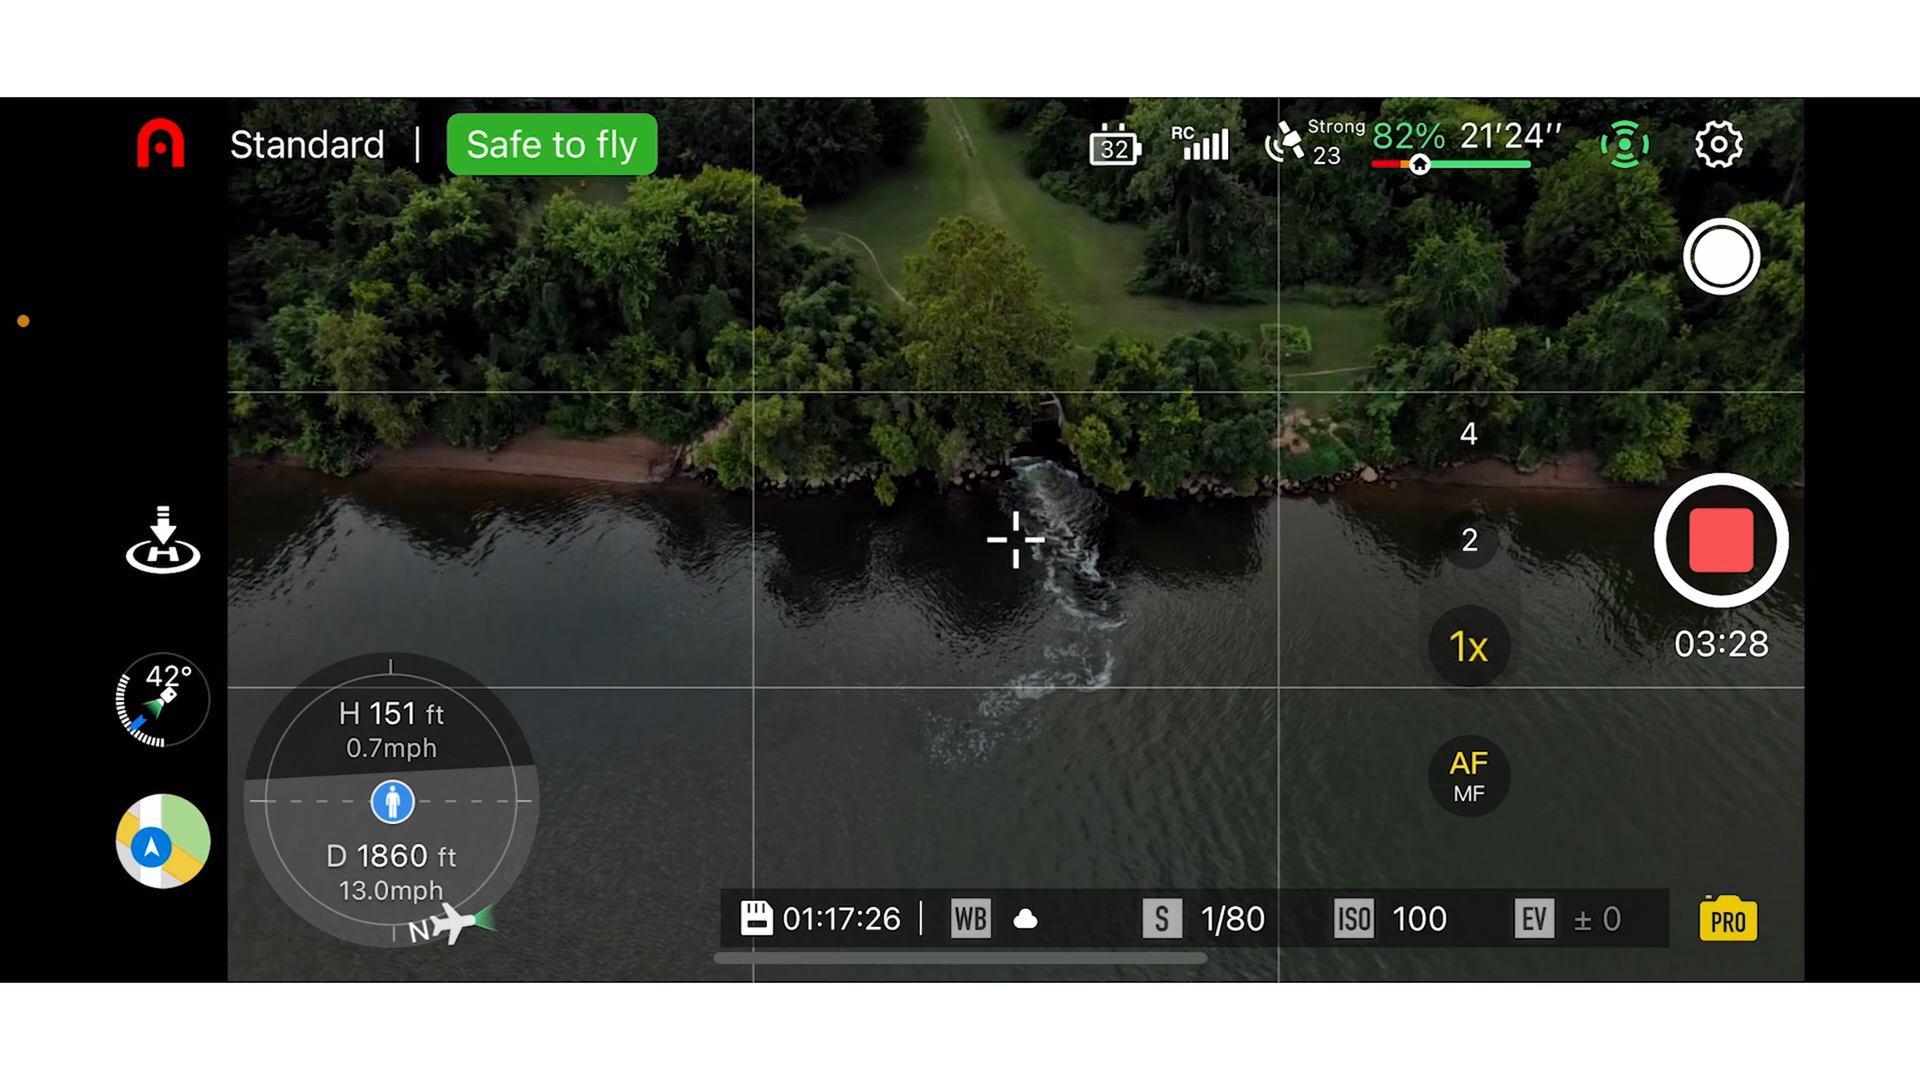 Standard | Safe to fly
32
RC
Strong
23
82% 21'24''
4
2
1x
03:28
AF
MF
42°
H 151 ft
0.7mph
D 1860 ft
13.0mph
N
01:17:26 | WB S 1/80 ISO 100 EV ± 0
PRO